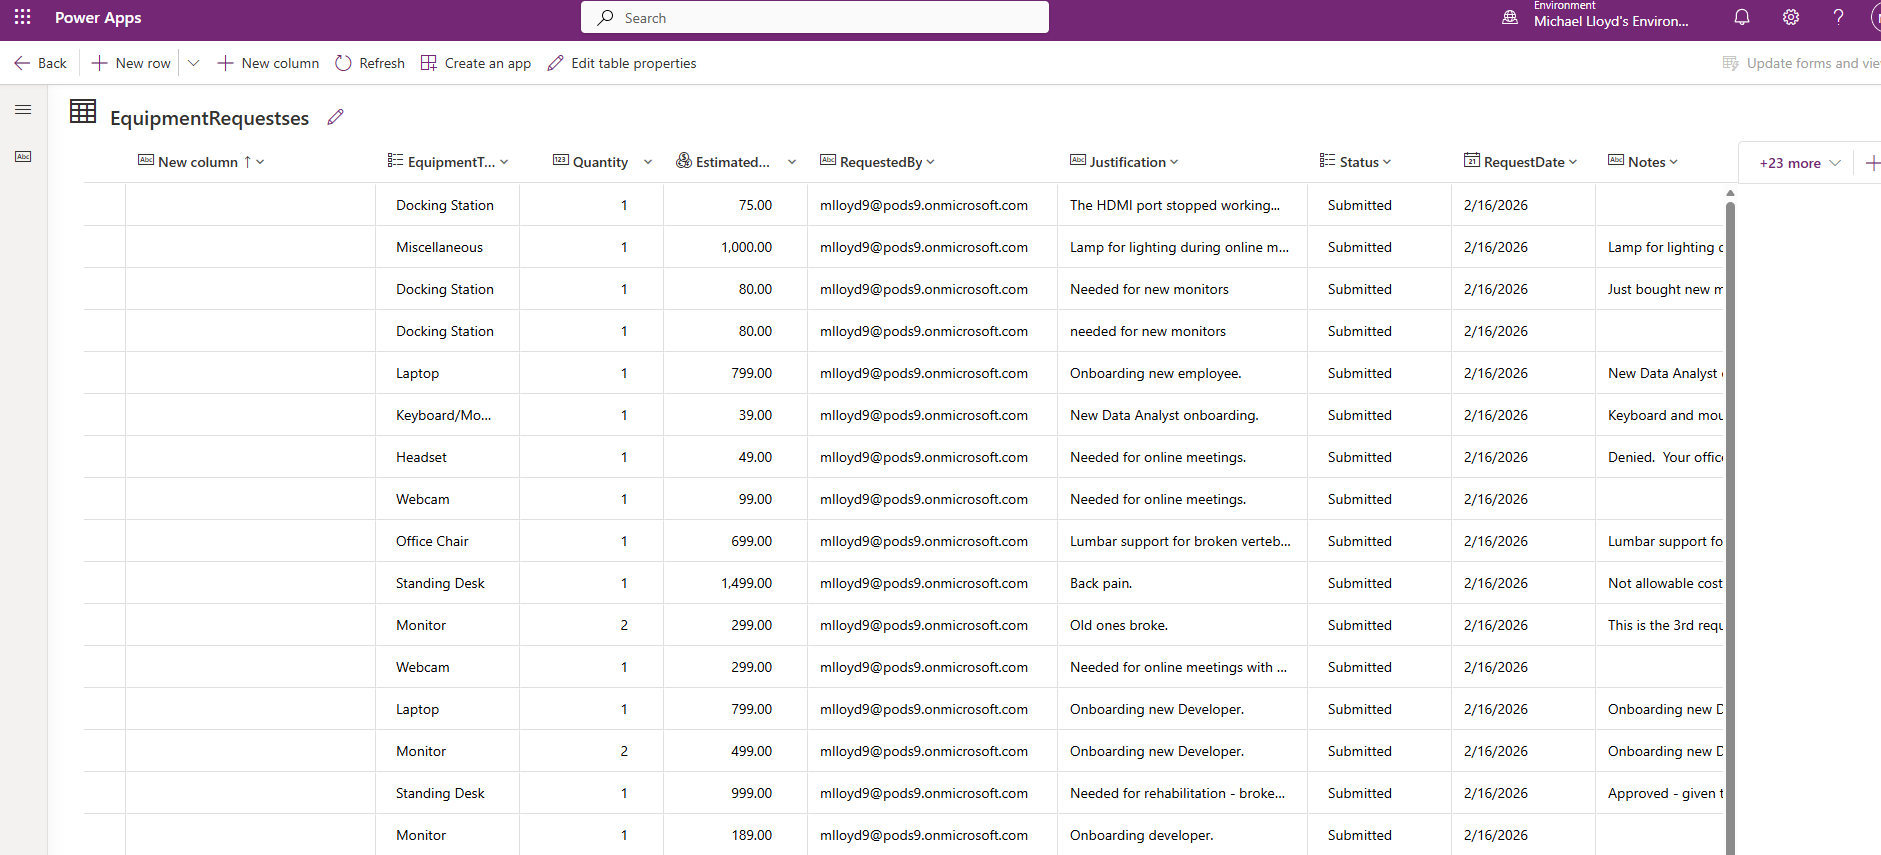 Power Apps
Search
Environment
Michael Lloyd's Environ...
Back New row New column Refresh Create an app Edit table properties Update forms and vie
EquipmentRequestses
New column EquipmentT... Quantity Estimated... RequestedBy Justification Status RequestDate Notes +23 more
Docking Station 1 75.00 mlloyd9@pods9.onmicrosoft.com The HDMI port stopped working... Submitted 2/16/2026
Miscellaneous 1 1,000.00 mlloyd9@pods9.onmicrosoft.com Lamp for lighting during online m... Submitted 2/16/2026 Lamp for lighting c
Docking Station 1 80.00 mlloyd9@pods9.onmicrosoft.com Needed for new monitors Submitted 2/16/2026 Just bought new m
Docking Station 1 80.00 mlloyd9@pods9.onmicrosoft.com needed for new monitors Submitted 2/16/2026
Laptop 1 799.00 mlloyd9@pods9.onmicrosoft.com Onboarding new employee. Submitted 2/16/2026 New Data Analyst
Keyboard/Mo... 1 39.00 mlloyd9@pods9.onmicrosoft.com New Data Analyst onboarding. Submitted 2/16/2026 Keyboard and mou
Headset 1 49.00 mlloyd9@pods9.onmicrosoft.com Needed for online meetings. Submitted 2/16/2026 Denied. Your offic
Webcam 1 99.00 mlloyd9@pods9.onmicrosoft.com Needed for online meetings. Submitted 2/16/2026
Office Chair 1 699.00 mlloyd9@pods9.onmicrosoft.com Lumbar support for broken verteb... Submitted 2/16/2026 Lumbar support fo
Standing Desk 1 1,499.00 mlloyd9@pods9.onmicrosoft.com Back pain. Submitted 2/16/2026 Not allowable cost
Monitor 2 299.00 mlloyd9@pods9.onmicrosoft.com Old ones broke. Submitted 2/16/2026 This is the 3rd requ
Webcam 1 299.00 mlloyd9@pods9.onmicrosoft.com Needed for online meetings with ... Submitted 2/16/2026
Laptop 1 799.00 mlloyd9@pods9.onmicrosoft.com Onboarding new Developer. Submitted 2/16/2026 Onboarding new D
Monitor 2 499.00 mlloyd9@pods9.onmicrosoft.com Onboarding new Developer. Submitted 2/16/2026 Onboarding new D
Standing Desk 1 999.00 mlloyd9@pods9.onmicrosoft.com Needed for rehabilitation - broke... Submitted 2/16/2026 Approved - given t
Monitor 1 189.00 mlloyd9@pods9.onmicrosoft.com Onboarding developer. Submitted 2/16/2026